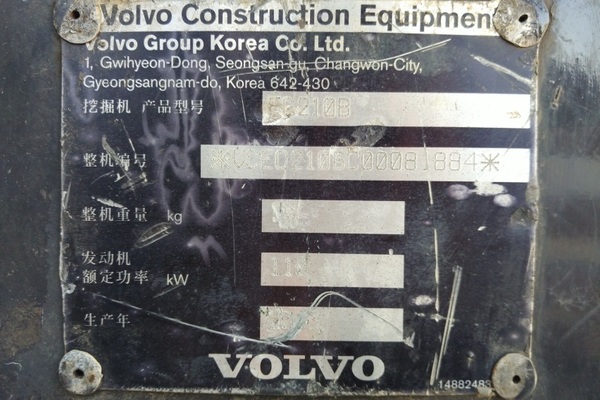 Volvo Construction Equipment
Volvo Group Korea Co. Ltd.
1, Gwihyeon-Dong, Seongsan-gu, Changwon-City,
Gyeongsangnam-do, Korea 642-430
挖掘机 产品型号 EC210B
整机编号
整机重量 kg
发动机
额定功率 kW
生产年
VOLVO